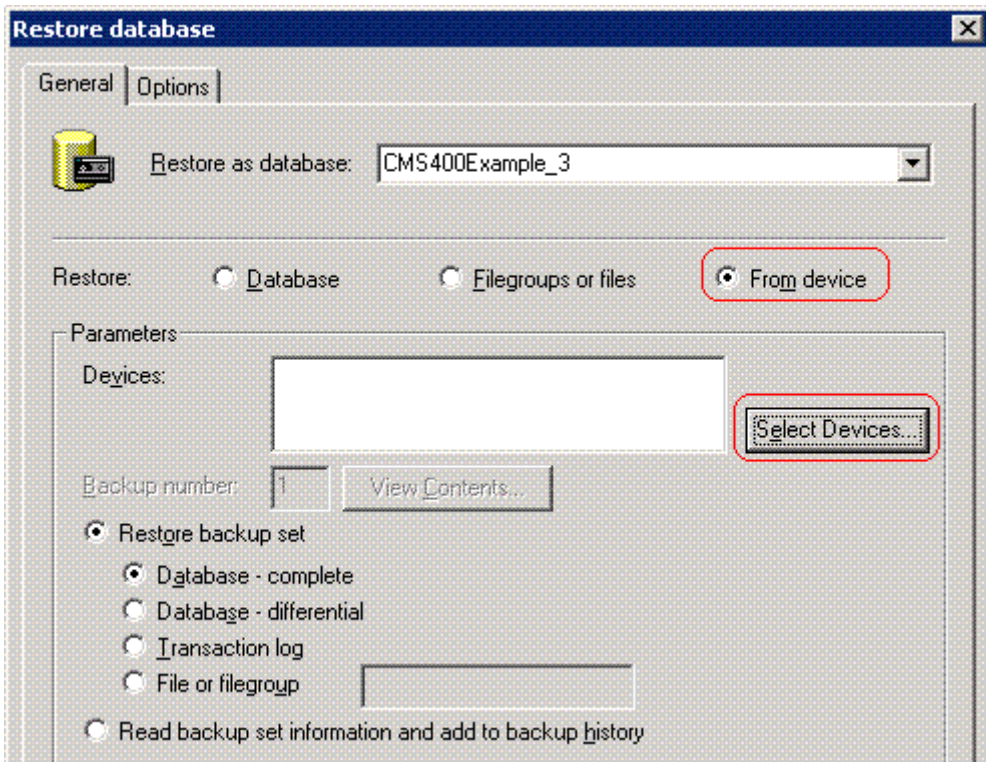 Restore database
General Options
Restore as database: CMS400Example_3
Restore: Database Filegroups or files From device
Parameters
Devices:
Select Devices...
Backup number: 1 View Contents...
Restore backup set
Database - complete
Database - differential
Transaction log
File or filegroup
Read backup set information and add to backup history